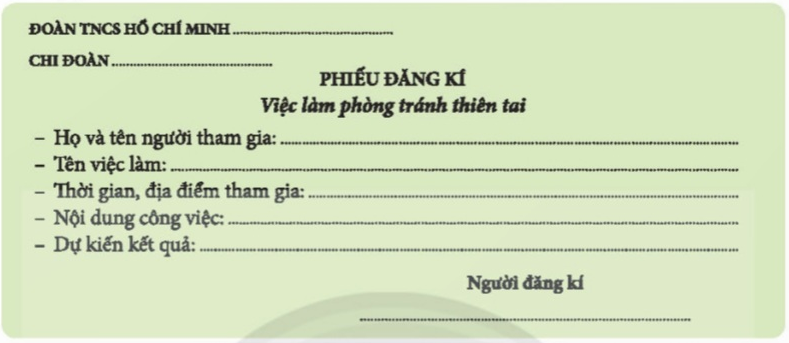 ĐOÀN TNCS HỒ CHÍ MINH ................................
CHI ĐOÀN ................................
PHIẾU ĐĂNG KÍ
Việc làm phòng tránh thiên tai
– Họ và tên người tham gia: ................................
– Tên việc làm: ................................
– Thời gian, địa điểm tham gia: ................................
– Nội dung công việc: ................................
– Dự kiến kết quả: ................................
Người đăng kí
................................